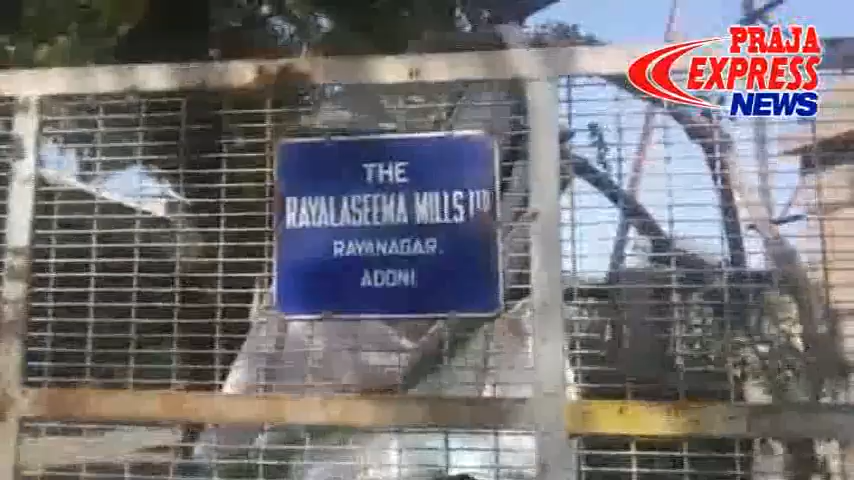 PRAJA
EXPRESS
NEWS
THE
RAYALASEEMA MILLS LTD
RAYANAGAR.
ADONI